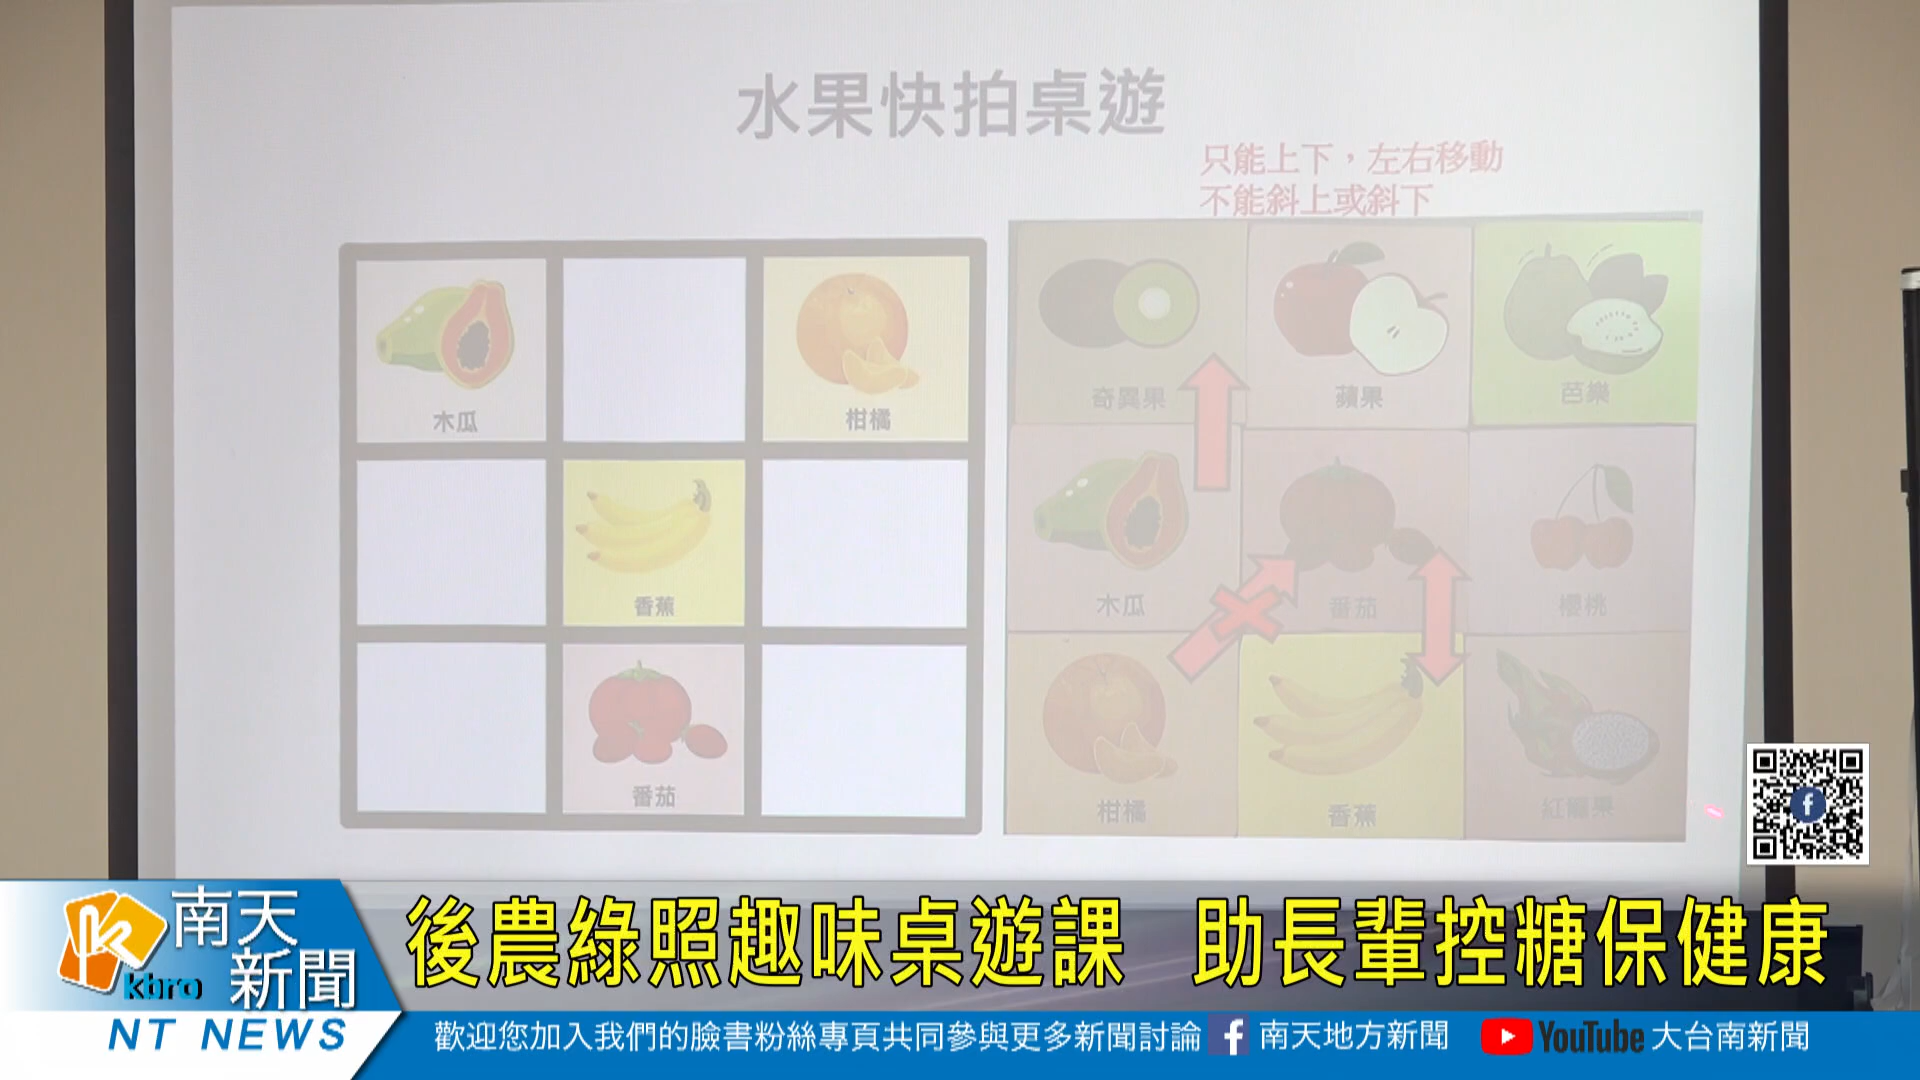 水果快拍桌遊
只能上下，左右移動
不能斜上或斜下
木瓜
柑橘
香蕉
番茄
奇異果
蘋果
芭樂
木瓜
番茄
櫻桃
柑橘
香蕉
紅龍果
南天新聞
kbro
NT NEWS
後農綠照趣味桌遊課 助長輩控糖保健康
歡迎您加入我們的臉書粉絲專頁共同參與更多新聞討論 南天地方新聞 YouTube 大台南新聞